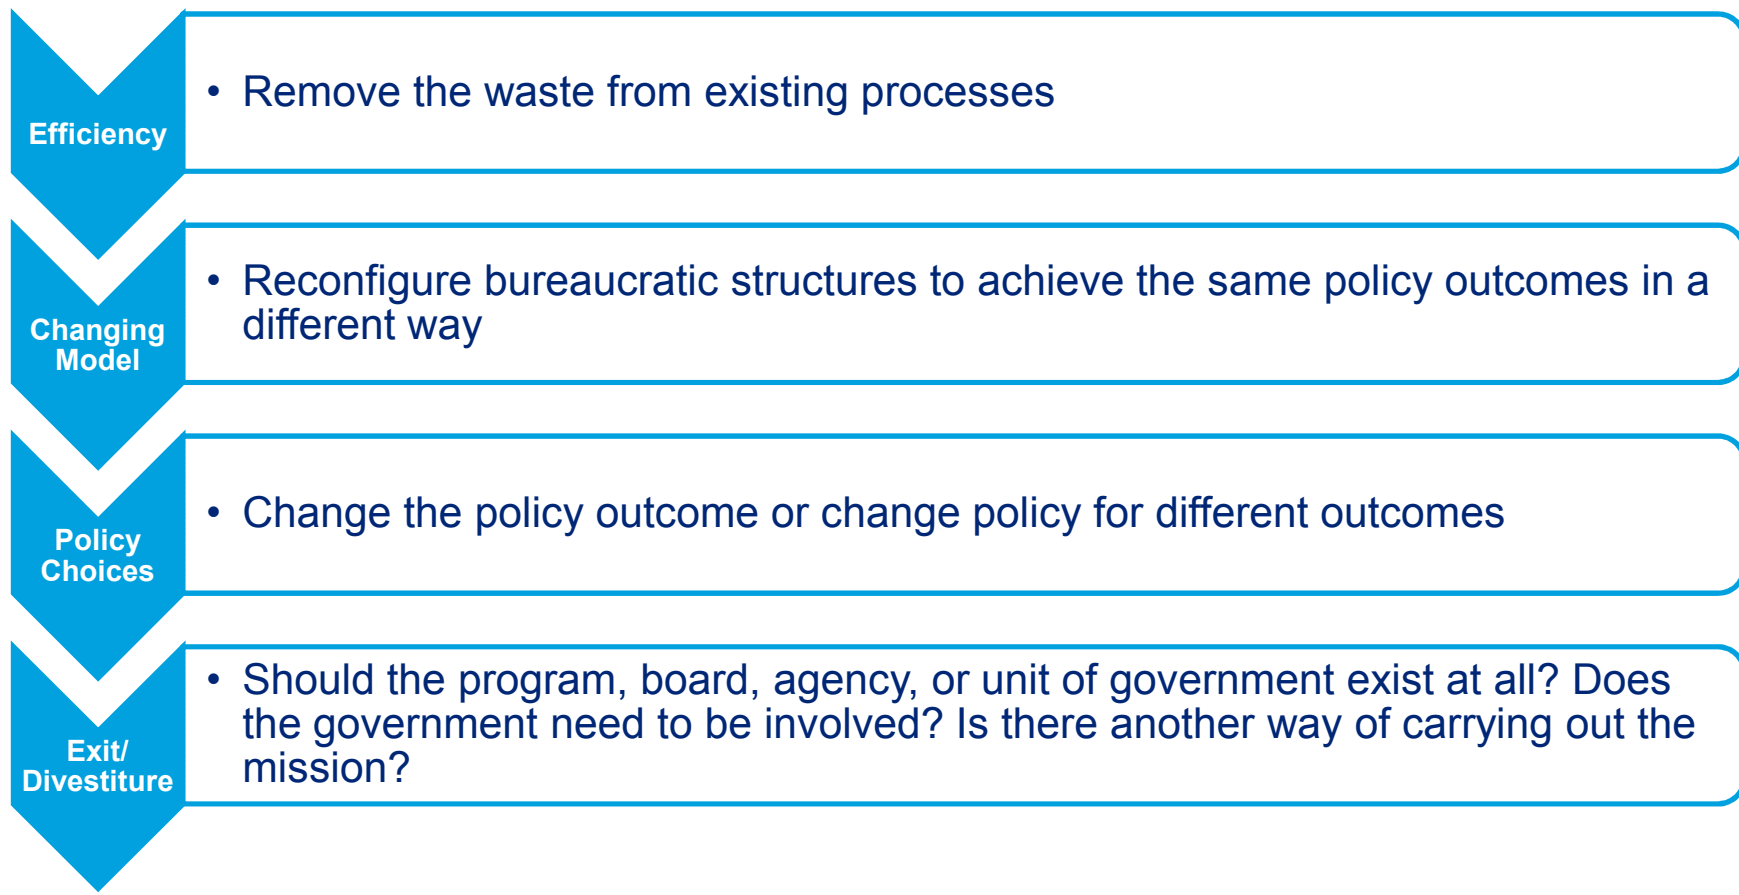 Efficiency
• Remove the waste from existing processes
Changing
Model
• Reconfigure bureaucratic structures to achieve the same policy outcomes in a
different way
Policy
Choices
• Change the policy outcome or change policy for different outcomes
Exit/
Divestiture
• Should the program, board, agency, or unit of government exist at all? Does
the government need to be involved? Is there another way of carrying out the
mission?